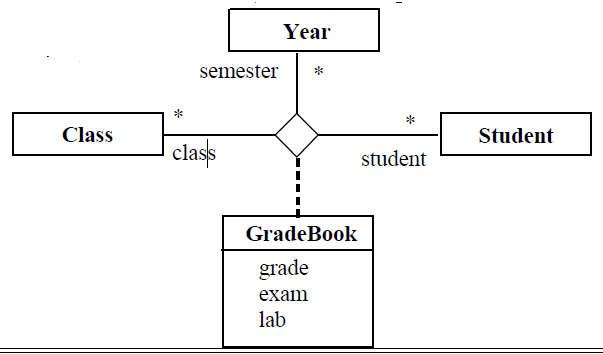 Year
semester *
* *
Class Student
class student
GradeBook
grade
exam
lab